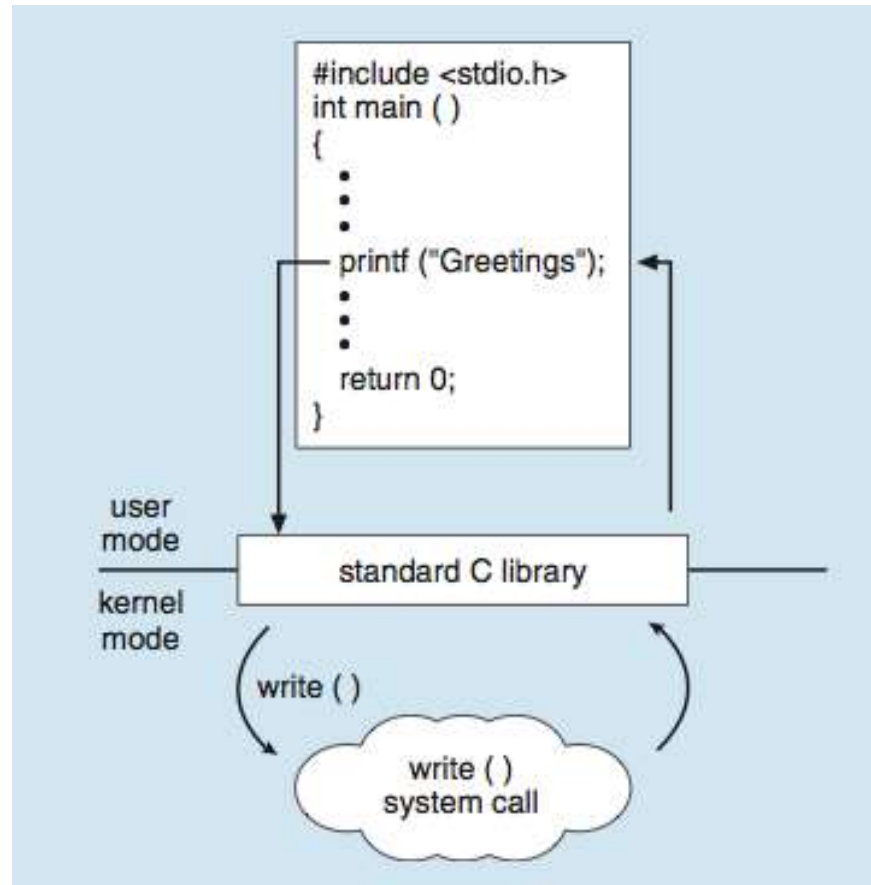 #include <stdio.h>
int main ( )
{
•
•
•
printf ("Greetings");
•
•
•
return 0;
}
user
mode
standard C library
kernel
mode
write ( )
write ( )
system call